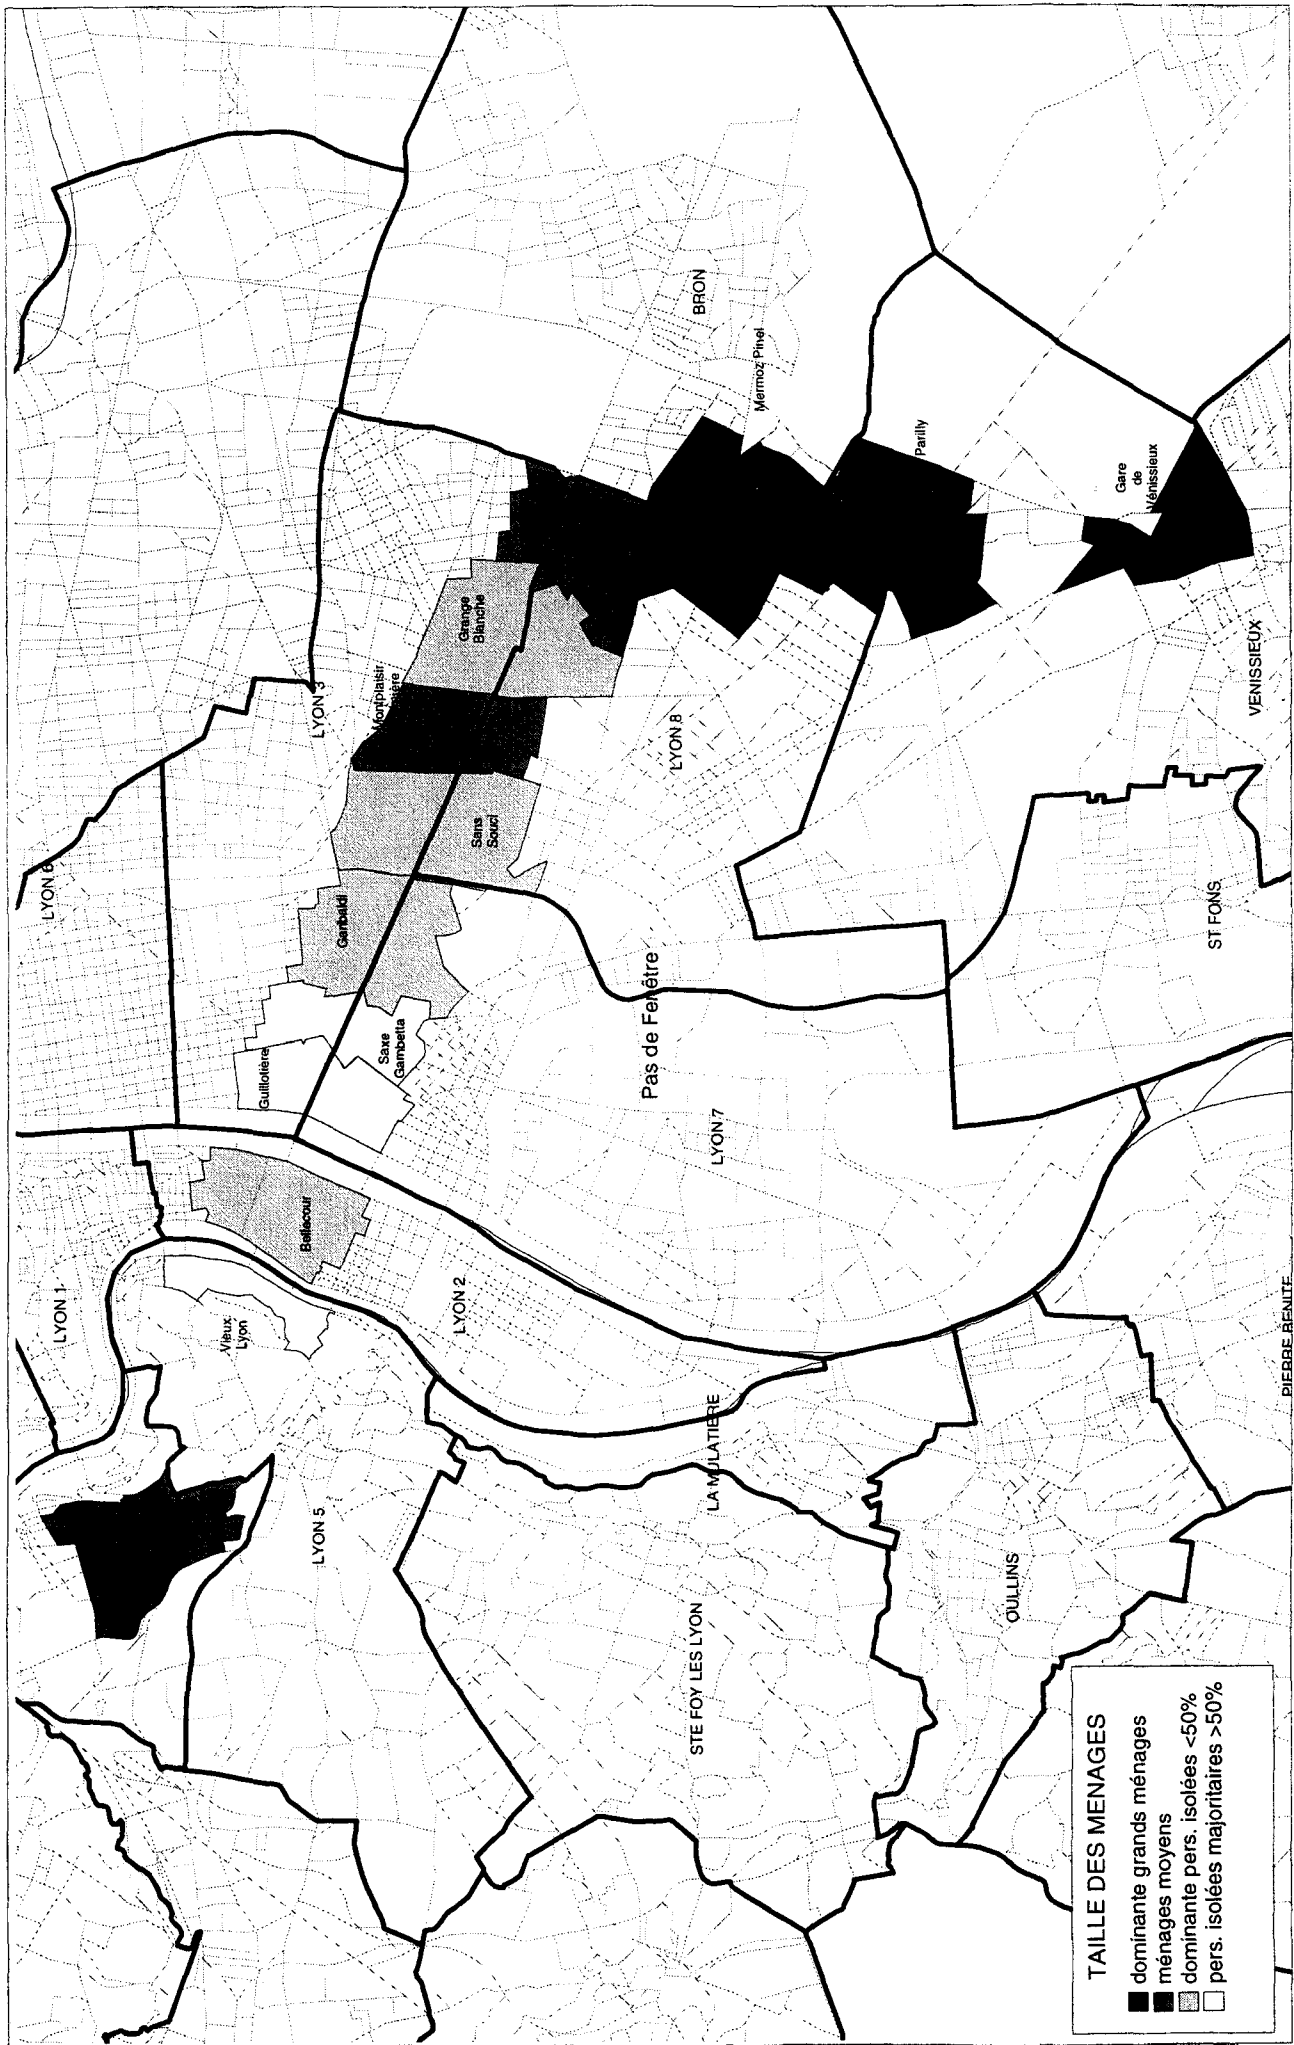 LYON 1
LYON 6
LYON 3
BRON
Vieux
Lyon
Bellecour
Guillotière
Saxe
Gambetta
Garibaldi
Sans
Souci
Montplaisir
Grange
Blanche
Mermoz Pinel
Parilly
Gare
de
Vénissieux
LYON 5
LYON 2
LYON 7
LYON 8
Pas de Fenêtre
VENISSIEUX
ST FONS
LA MULATIERE
STE FOY LES LYON
OULLINS
PIERRE BENITE
TAILLE DES MENAGES
dominante grands ménages
ménages moyens
dominante pers. isolées <50%
pers. isolées majoritaires >50%